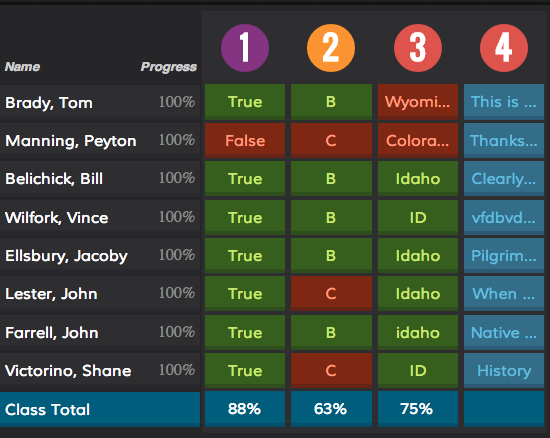 1 2 3 4
Name Progress
Brady, Tom 100% True B Wyomi... This is ...
Manning, Peyton 100% False C Colora... Thanks...
Belichick, Bill 100% True B Idaho Clearly...
Wilfork, Vince 100% True B ID vfdbvd...
Ellsbury, Jacoby 100% True B Idaho Pilgrim...
Lester, John 100% True C Idaho When ...
Farrell, John 100% True B idaho Native ...
Victorino, Shane 100% True C ID History
Class Total 88% 63% 75%